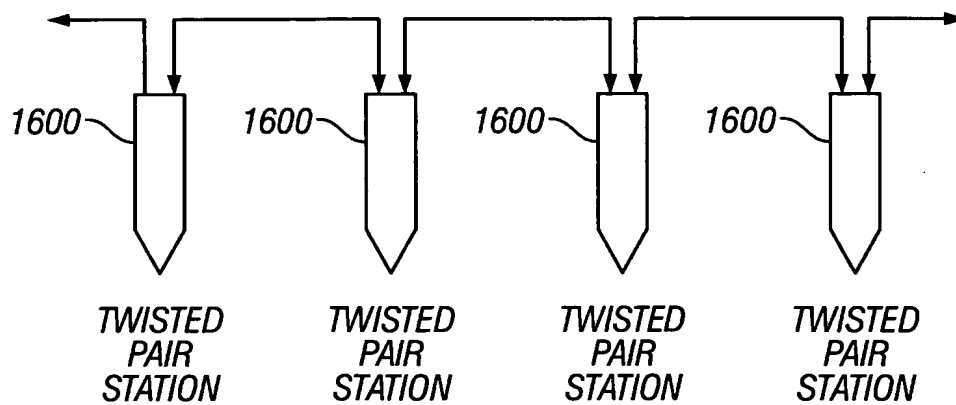 1600 1600 1600 1600
TWISTED TWISTED TWISTED TWISTED
PAIR PAIR PAIR PAIR
STATION STATION STATION STATION